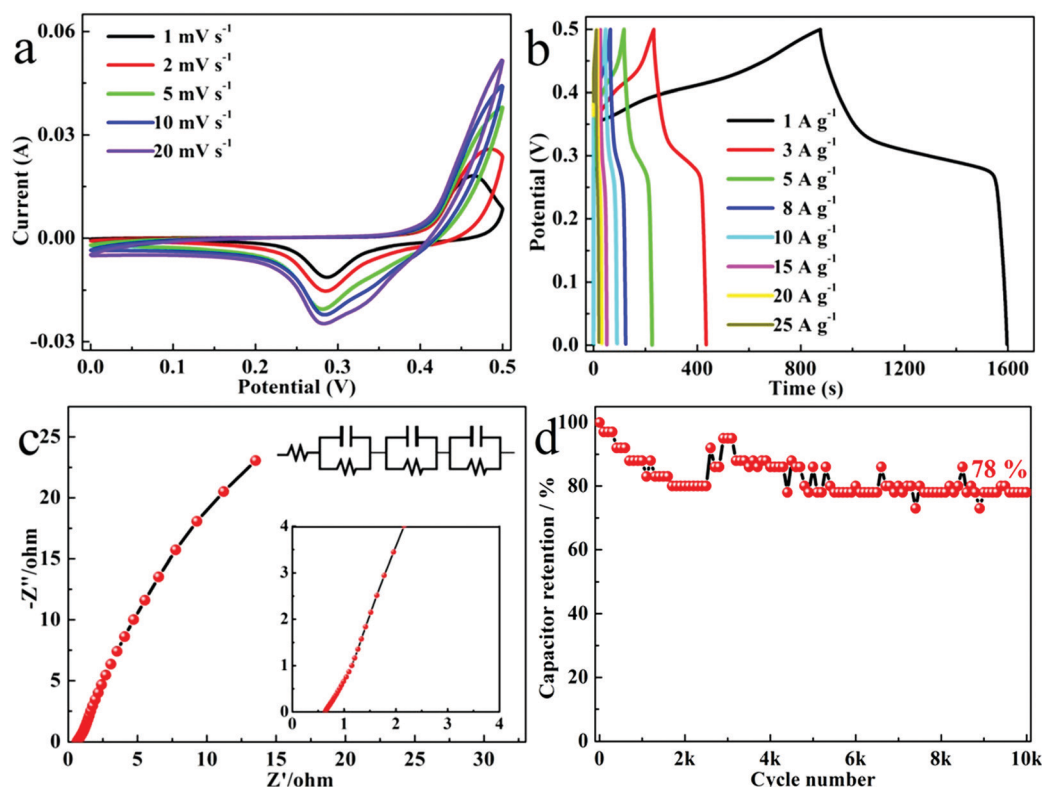 a
0.06
0.03
0.00
-0.03
Current (A)
1 mV s⁻¹
2 mV s⁻¹
5 mV s⁻¹
10 mV s⁻¹
20 mV s⁻¹
0.0 0.1 0.2 0.3 0.4 0.5
Potential (V)
b
0.5
0.4
0.3
0.2
0.1
0.0
Potential (V)
1 A g⁻¹
3 A g⁻¹
5 A g⁻¹
8 A g⁻¹
10 A g⁻¹
15 A g⁻¹
20 A g⁻¹
25 A g⁻¹
0 400 800 1200 1600
Time (s)
c
25
20
15
10
5
0
-Z''/ohm
4
3
2
1
0
0 1 2 3 4
0 5 10 15 20 25 30
Z'/ohm
d
100
80
60
40
20
0
Capacitor retention / %
78 %
0 2k 4k 6k 8k 10k
Cycle number